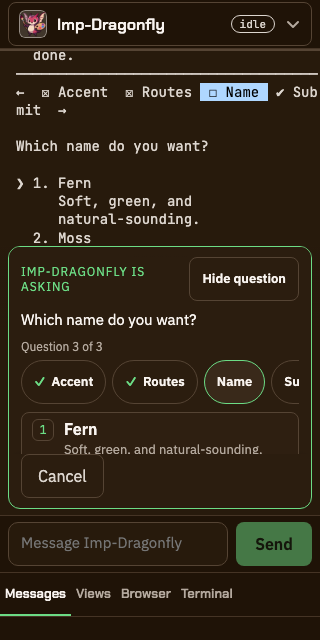 Imp-Dragonfly
idle
done.
← ☒ Accent ☒ Routes ☐ Name ✔ Sub
mit →
Which name do you want?
❯ 1. Fern
Soft, green, and
natural-sounding.
2. Moss
IMP-DRAGONFLY IS
ASKING
Hide question
Which name do you want?
Question 3 of 3
✓ Accent
✓ Routes
Name
Su
1 Fern
Soft, green, and natural-sounding.
Cancel
Message Imp-Dragonfly
Send
Messages Views Browser Terminal